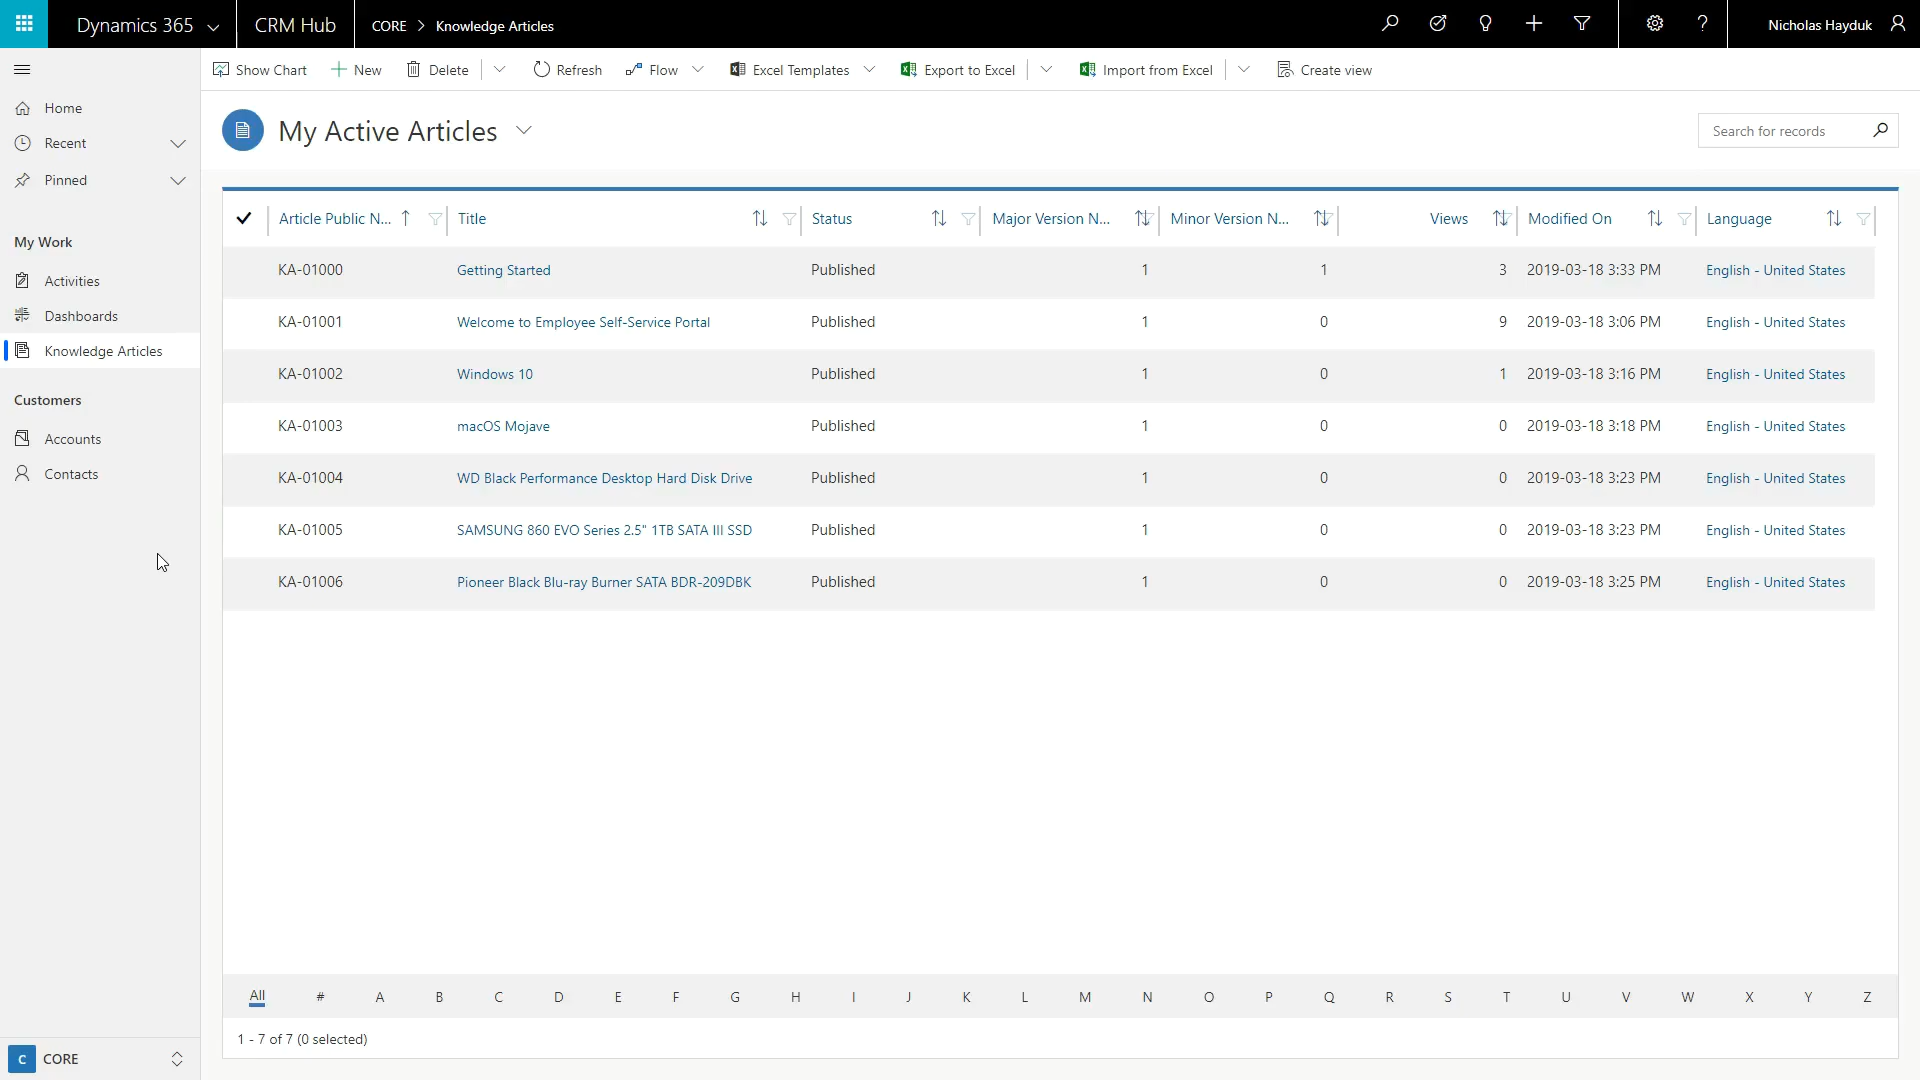 Dynamics 365 CRM Hub CORE > Knowledge Articles Nicholas Hayduk
Show Chart New Delete Refresh Flow Excel Templates Export to Excel Import from Excel Create view
Home
Recent
Pinned
My Work
Activities
Dashboards
Knowledge Articles
Customers
Accounts
Contacts
C CORE
My Active Articles
Search for records
Article Public N... Title Status Major Version N... Minor Version N... Views Modified On Language
KA-01000 Getting Started Published 1 1 3 2019-03-18 3:33 PM English - United States
KA-01001 Welcome to Employee Self-Service Portal Published 1 0 9 2019-03-18 3:06 PM English - United States
KA-01002 Windows 10 Published 1 0 1 2019-03-18 3:16 PM English - United States
KA-01003 macOS Mojave Published 1 0 0 2019-03-18 3:18 PM English - United States
KA-01004 WD Black Performance Desktop Hard Disk Drive Published 1 0 0 2019-03-18 3:23 PM English - United States
KA-01005 SAMSUNG 860 EVO Series 2.5" 1TB SATA III SSD Published 1 0 0 2019-03-18 3:23 PM English - United States
KA-01006 Pioneer Black Blu-ray Burner SATA BDR-209DBK Published 1 0 0 2019-03-18 3:25 PM English - United States
All # A B C D E F G H I J K L M N O P Q R S T U V W X Y Z
1 - 7 of 7 (0 selected)